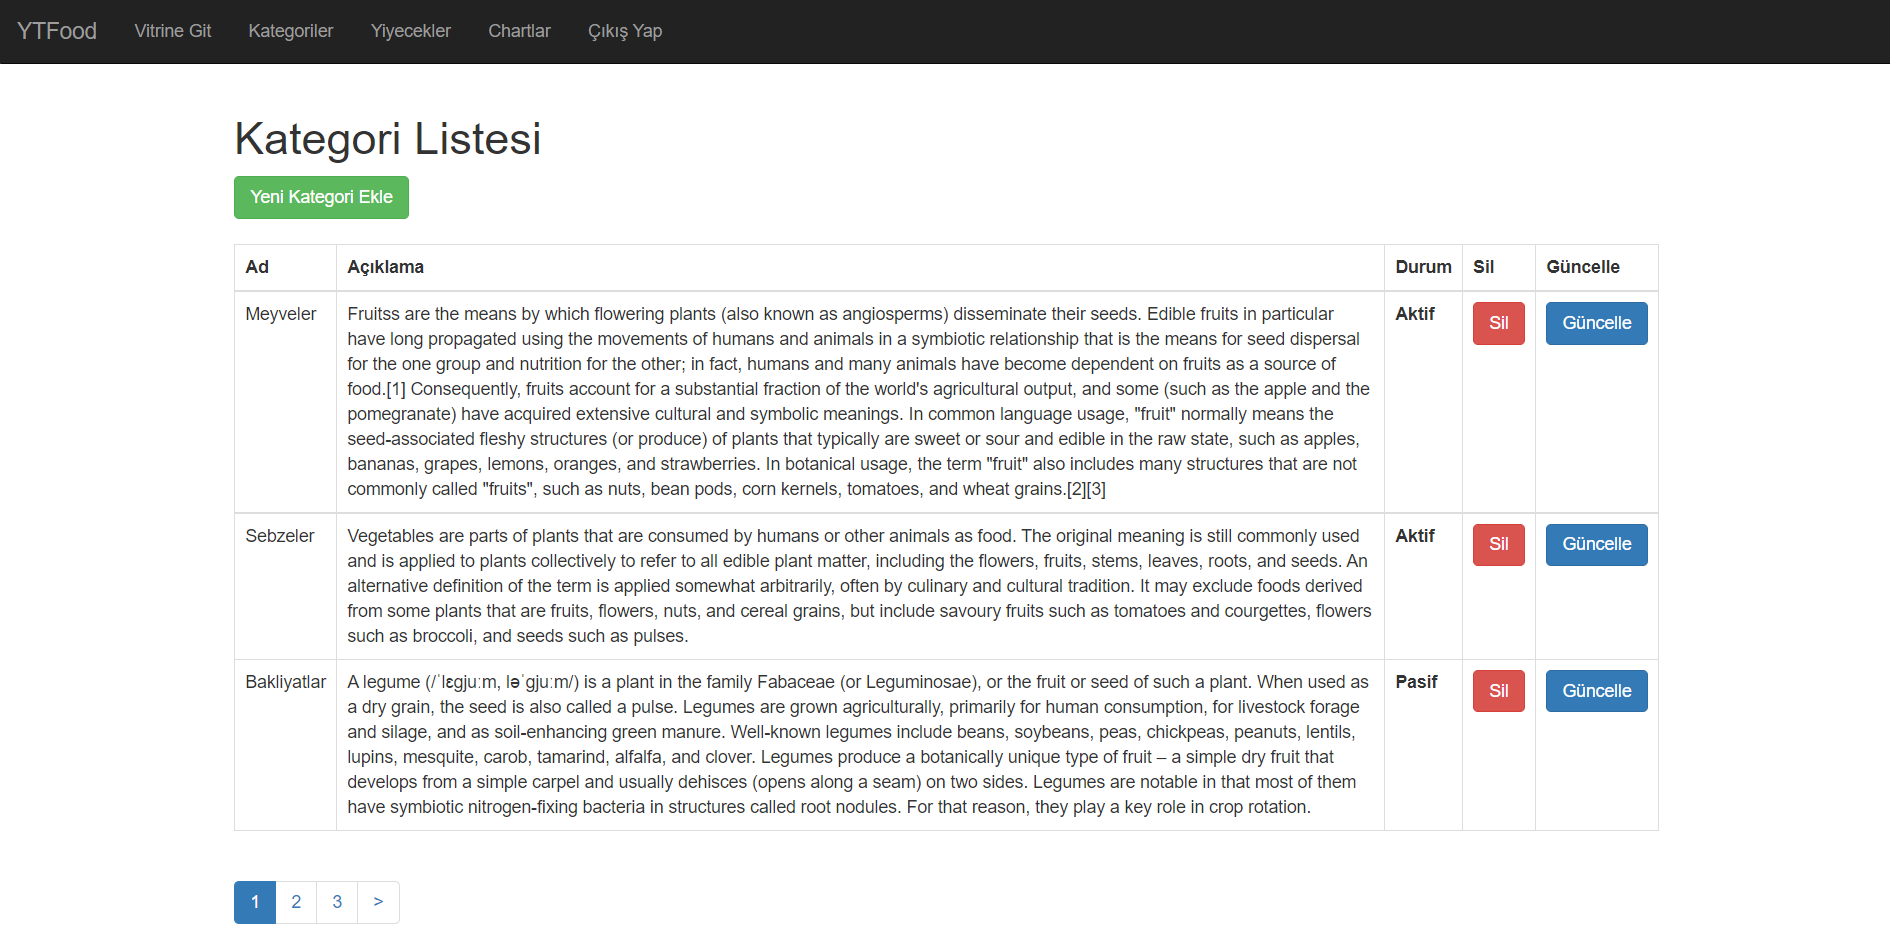 YTFood Vitrine Git Kategoriler Yiyecekler Chartlar Çıkış Yap
Kategori Listesi
Yeni Kategori Ekle
Ad Açıklama Durum Sil Güncelle
Meyveler Fruitss are the means by which flowering plants (also known as angiosperms) disseminate their seeds. Edible fruits in particular Aktif Sil Güncelle
have long propagated using the movements of humans and animals in a symbiotic relationship that is the means for seed dispersal
for the one group and nutrition for the other; in fact, humans and many animals have become dependent on fruits as a source of
food.[1] Consequently, fruits account for a substantial fraction of the world's agricultural output, and some (such as the apple and the
pomegranate) have acquired extensive cultural and symbolic meanings. In common language usage, "fruit" normally means the
seed-associated fleshy structures (or produce) of plants that typically are sweet or sour and edible in the raw state, such as apples,
bananas, grapes, lemons, oranges, and strawberries. In botanical usage, the term "fruit" also includes many structures that are not
commonly called "fruits", such as nuts, bean pods, corn kernels, tomatoes, and wheat grains.[2][3]
Sebzeler Vegetables are parts of plants that are consumed by humans or other animals as food. The original meaning is still commonly used Aktif Sil Güncelle
and is applied to plants collectively to refer to all edible plant matter, including the flowers, fruits, stems, leaves, roots, and seeds. An
alternative definition of the term is applied somewhat arbitrarily, often by culinary and cultural tradition. It may exclude foods derived
from some plants that are fruits, flowers, nuts, and cereal grains, but include savoury fruits such as tomatoes and courgettes, flowers
such as broccoli, and seeds such as pulses.
Bakliyatlar A legume (/ˈlɛɡjuːm, ləˈɡjuːm/) is a plant in the family Fabaceae (or Leguminosae), or the fruit or seed of such a plant. When used as Pasif Sil Güncelle
a dry grain, the seed is also called a pulse. Legumes are grown agriculturally, primarily for human consumption, for livestock forage
and silage, and as soil-enhancing green manure. Well-known legumes include beans, soybeans, peas, chickpeas, peanuts, lentils,
lupins, mesquite, carob, tamarind, alfalfa, and clover. Legumes produce a botanically unique type of fruit – a simple dry fruit that
develops from a simple carpel and usually dehisces (opens along a seam) on two sides. Legumes are notable in that most of them
have symbiotic nitrogen-fixing bacteria in structures called root nodules. For that reason, they play a key role in crop rotation.
1 2 3 >